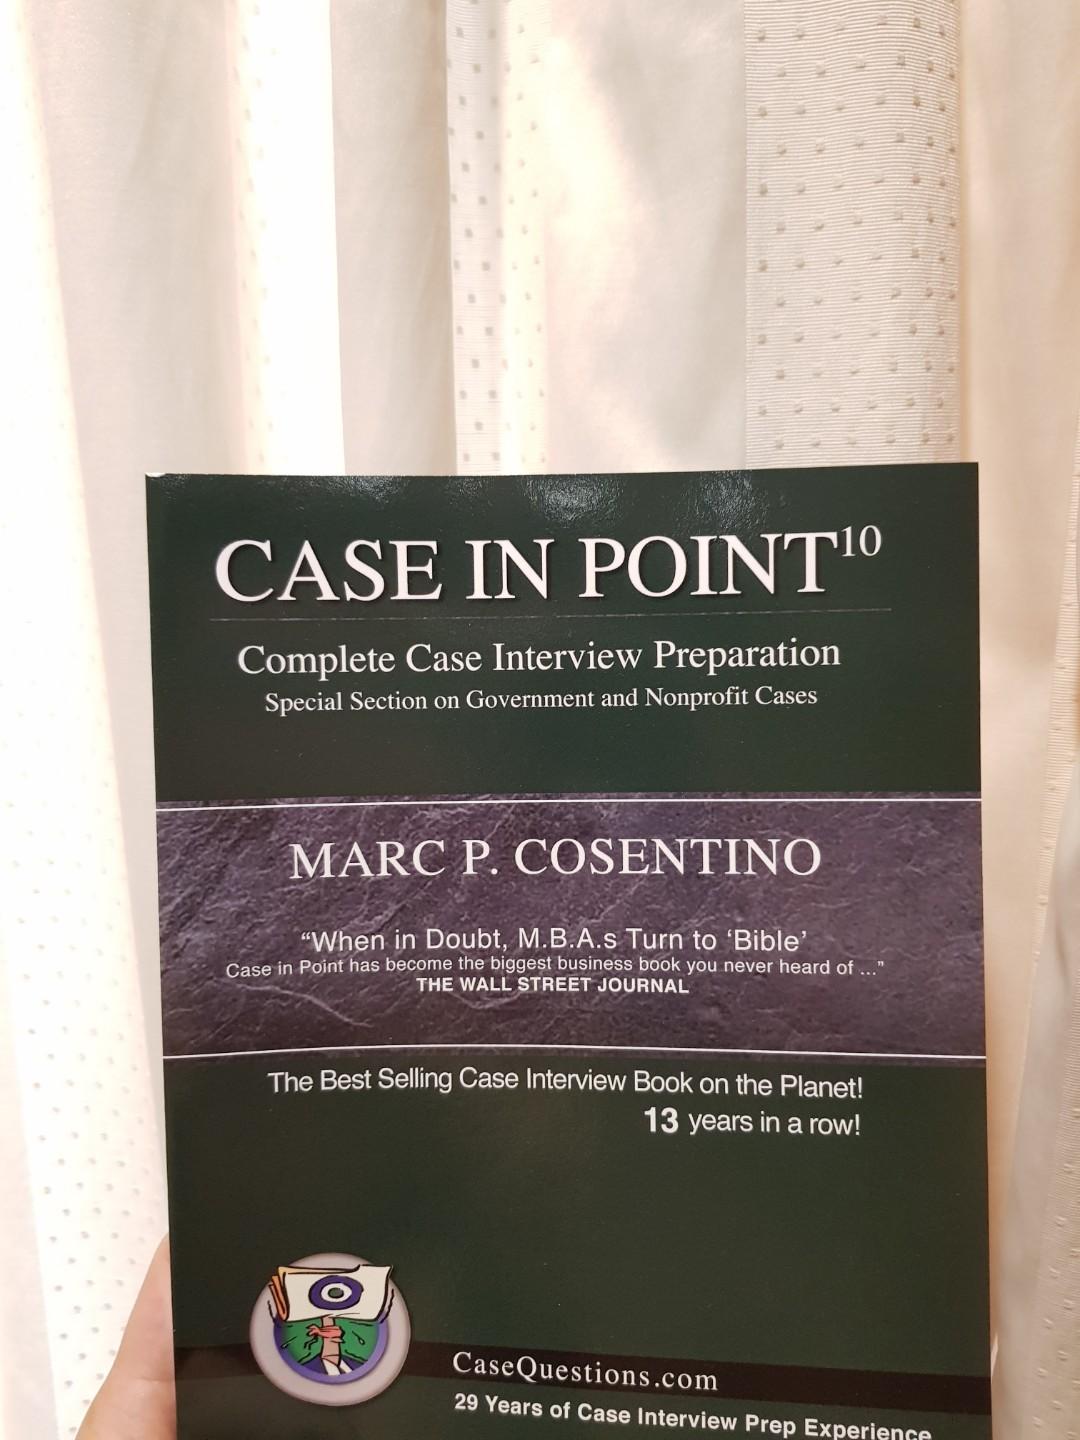 CASE IN POINT10
Complete Case Interview Preparation
Special Section on Government and Nonprofit Cases
MARC P. COSENTINO
“When in Doubt, M.B.A.s Turn to ‘Bible’
Case in Point has become the biggest business book you never heard of ...”
THE WALL STREET JOURNAL
The Best Selling Case Interview Book on the Planet!
13 years in a row!
CaseQuestions.com
29 Years of Case Interview Prep Experience